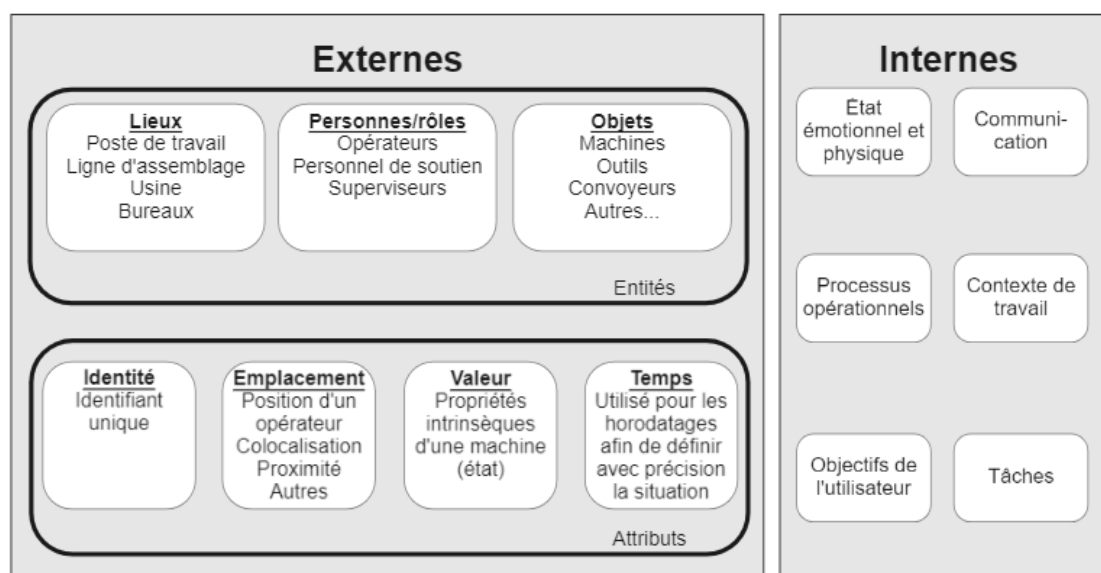 Externes
Lieux
Poste de travail
Ligne d'assemblage
Usine
Bureaux
Personnes/rôles
Opérateurs
Personnel de soutien
Superviseurs
Objets
Machines
Outils
Convoyeurs
Autres...
Entités
Identité
Identifiant
unique
Emplacement
Position d'un
opérateur
Colocalisation
Proximité
Autres
Valeur
Propriétés
intrinsèques
d'une machine
(état)
Temps
Utilisé pour les
horodatages
afin de définir
avec précision
la situation
Attributs
Internes
État
émotionnel et
physique
Communi-
cation
Processus
opérationnels
Contexte de
travail
Objectifs de
l'utilisateur
Tâches